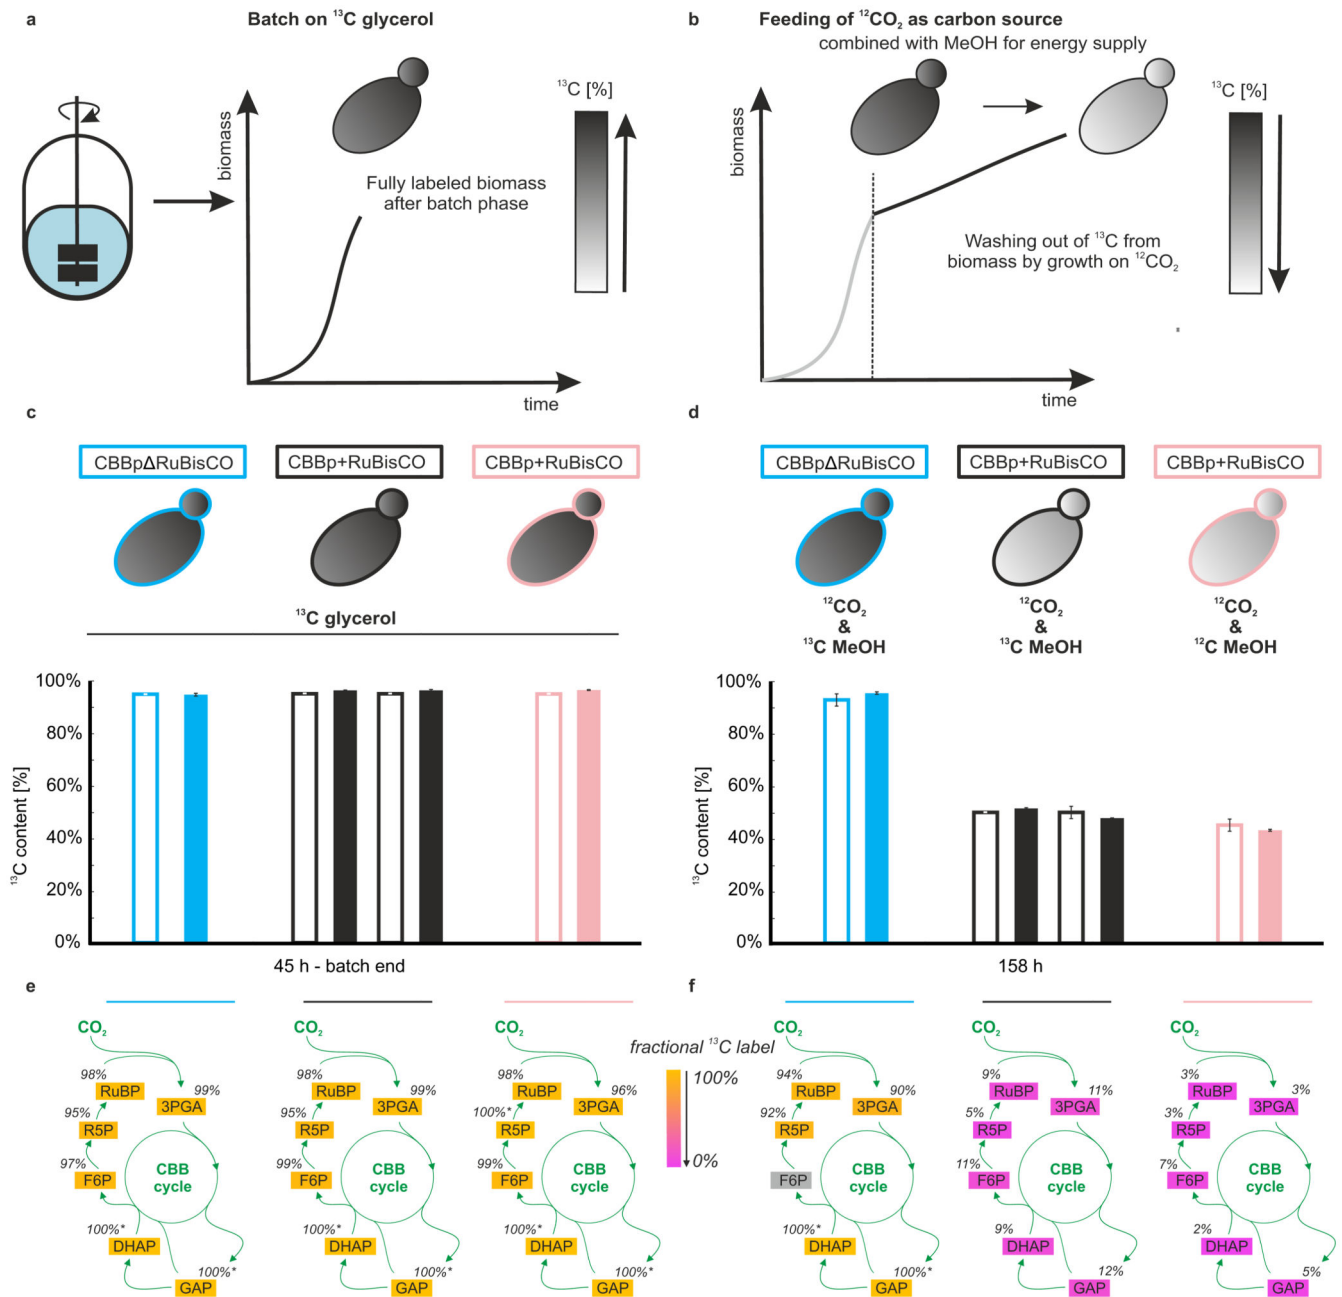 a
Batch on ¹³C glycerol
biomass
Fully labeled biomass
after batch phase
¹³C [%]
time
b
Feeding of ¹²CO₂ as carbon source
combined with MeOH for energy supply
biomass
¹³C [%]
Washing out of ¹³C from
biomass by growth on ¹²CO₂
time
c
CBBpΔRuBisCO
CBBp+RuBisCO
CBBp+RuBisCO
¹³C glycerol
¹³C content [%]
100%
80%
60%
40%
20%
0%
45 h - batch end
d
CBBpΔRuBisCO
CBBp+RuBisCO
CBBp+RuBisCO
¹²CO₂
&
¹³C MeOH
¹²CO₂
&
¹³C MeOH
¹²CO₂
&
¹²C MeOH
¹³C content [%]
100%
80%
60%
40%
20%
0%
158 h
e
CO₂
98%
RuBP
99%
3PGA
95%
R5P
97%
F6P
CBB
cycle
100%*
DHAP
100%*
GAP
CO₂
98%
RuBP
99%
3PGA
95%
R5P
99%
F6P
CBB
cycle
100%*
DHAP
100%*
GAP
CO₂
98%
RuBP
96%
3PGA
100%*
R5P
99%
F6P
CBB
cycle
100%*
DHAP
100%*
GAP
fractional ¹³C label
100%
0%
f
CO₂
94%
RuBP
90%
3PGA
92%
R5P
F6P
CBB
cycle
100%*
DHAP
100%*
GAP
CO₂
9%
RuBP
11%
3PGA
5%
R5P
11%
F6P
CBB
cycle
9%
DHAP
12%
GAP
CO₂
3%
RuBP
3%
3PGA
3%
R5P
7%
F6P
CBB
cycle
2%
DHAP
5%
GAP